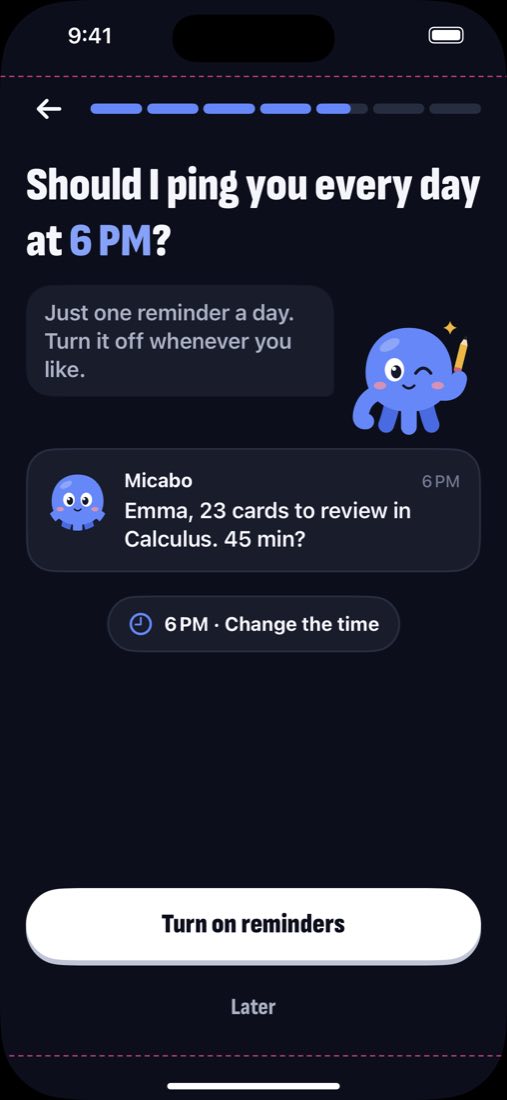 9:41
Should I ping you every day
at 6 PM?
Just one reminder a day.
Turn it off whenever you
like.
Micabo
6 PM
Emma, 23 cards to review in
Calculus. 45 min?
6 PM · Change the time
Turn on reminders
Later